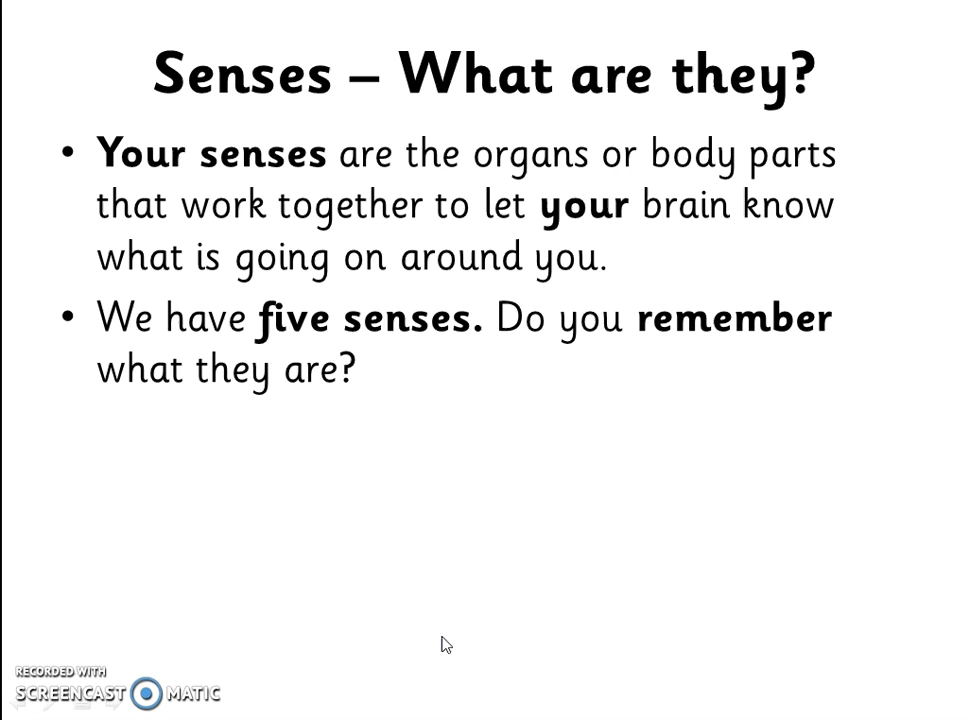 Senses – What are they?
• Your senses are the organs or body parts
that work together to let your brain know
what is going on around you.
• We have five senses. Do you remember
what they are?
RECORDED WITH
SCREENCAST MATIC